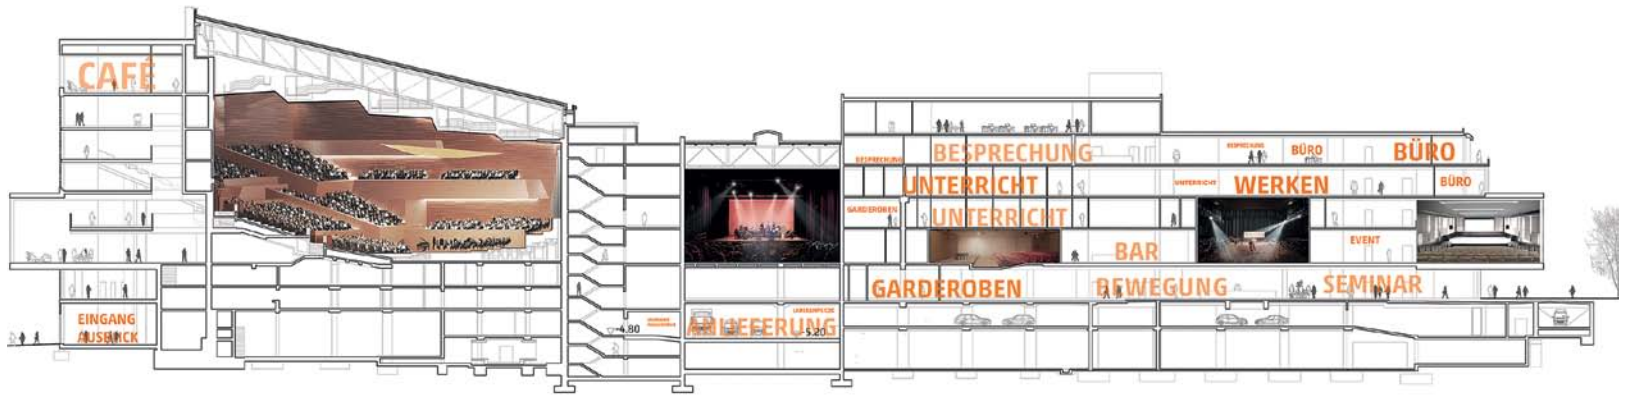 CAFÉ
BESPRECHUNG
BESPRECHUNG
BESPRECHUNG
BÜRO
BÜRO
UNTERRICHT
UNTERRICHT
WERKEN
BÜRO
GARDEROBEN
UNTERRICHT
BAR
EVENT
GARDEROBEN
BEWEGUNG
SEMINAR
EINGANG
AUSBLICK
-4.80
ANLIEFERUNG
-5.20